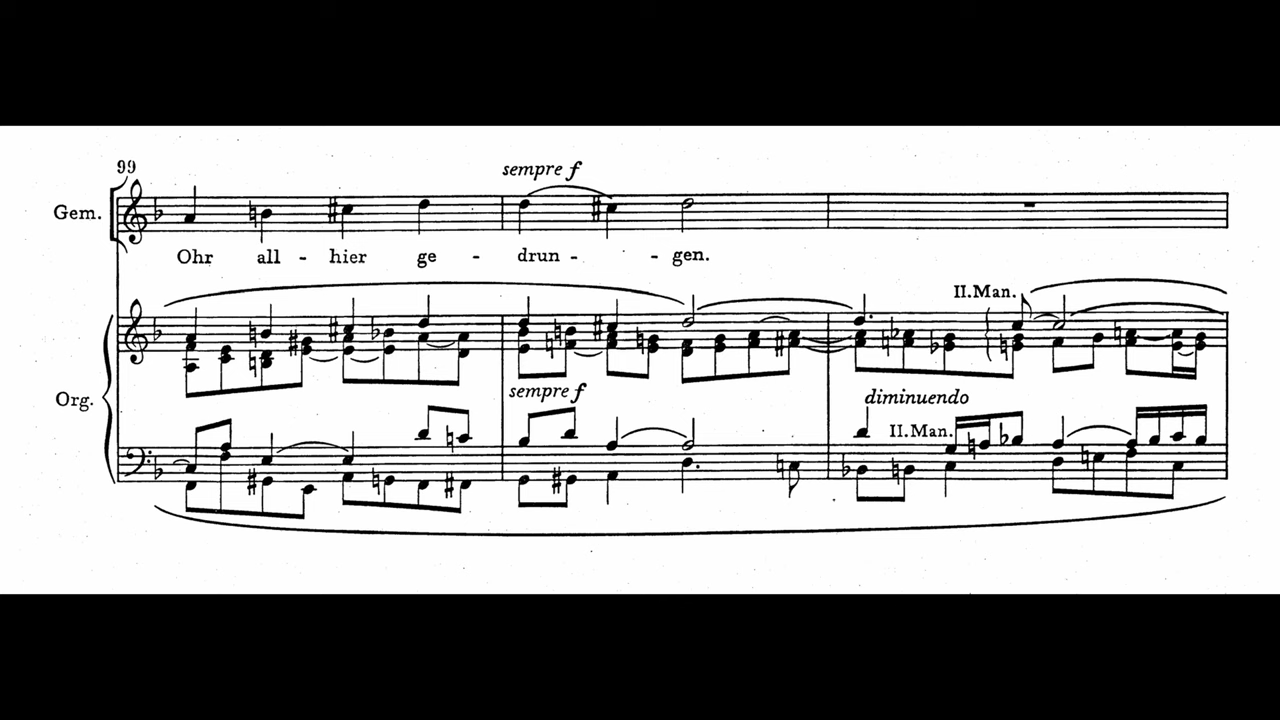 99
sempre f
Gem.
Ohr all - hier ge - drun - - gen.
II.Man.
Org.
sempre f
diminuendo
II.Man.